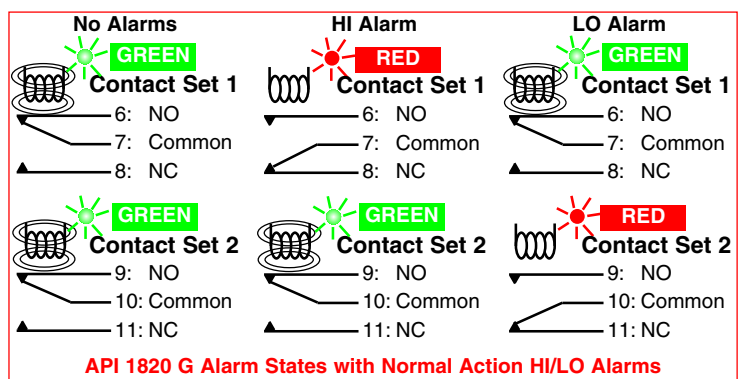 No Alarms
HI Alarm
LO Alarm
GREEN
RED
GREEN
Contact Set 1
Contact Set 1
Contact Set 1
6: NO
6: NO
6: NO
7: Common
7: Common
7: Common
8: NC
8: NC
8: NC
GREEN
GREEN
RED
Contact Set 2
Contact Set 2
Contact Set 2
9: NO
9: NO
9: NO
10: Common
10: Common
10: Common
11: NC
11: NC
11: NC
API 1820 G Alarm States with Normal Action HI/LO Alarms